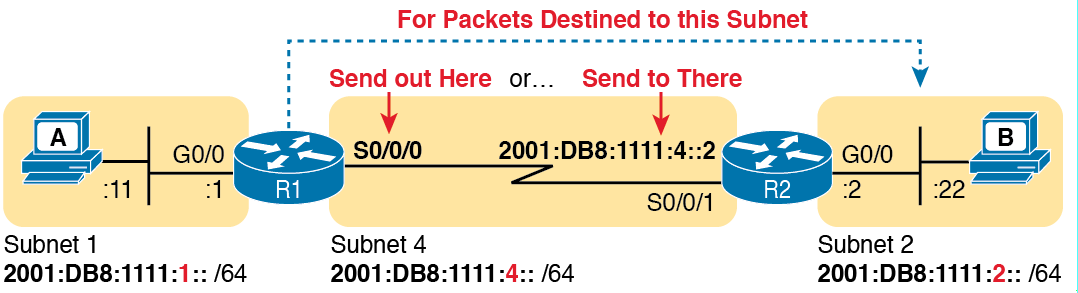 For Packets Destined to this Subnet
Send out Here or… Send to There
A
B
S0/0/0
2001:DB8:1111:4::2
G0/0
G0/0
R1
R2
:11
:1
S0/0/1
:2
:22
Subnet 1
2001:DB8:1111:1:: /64
Subnet 4
2001:DB8:1111:4:: /64
Subnet 2
2001:DB8:1111:2:: /64